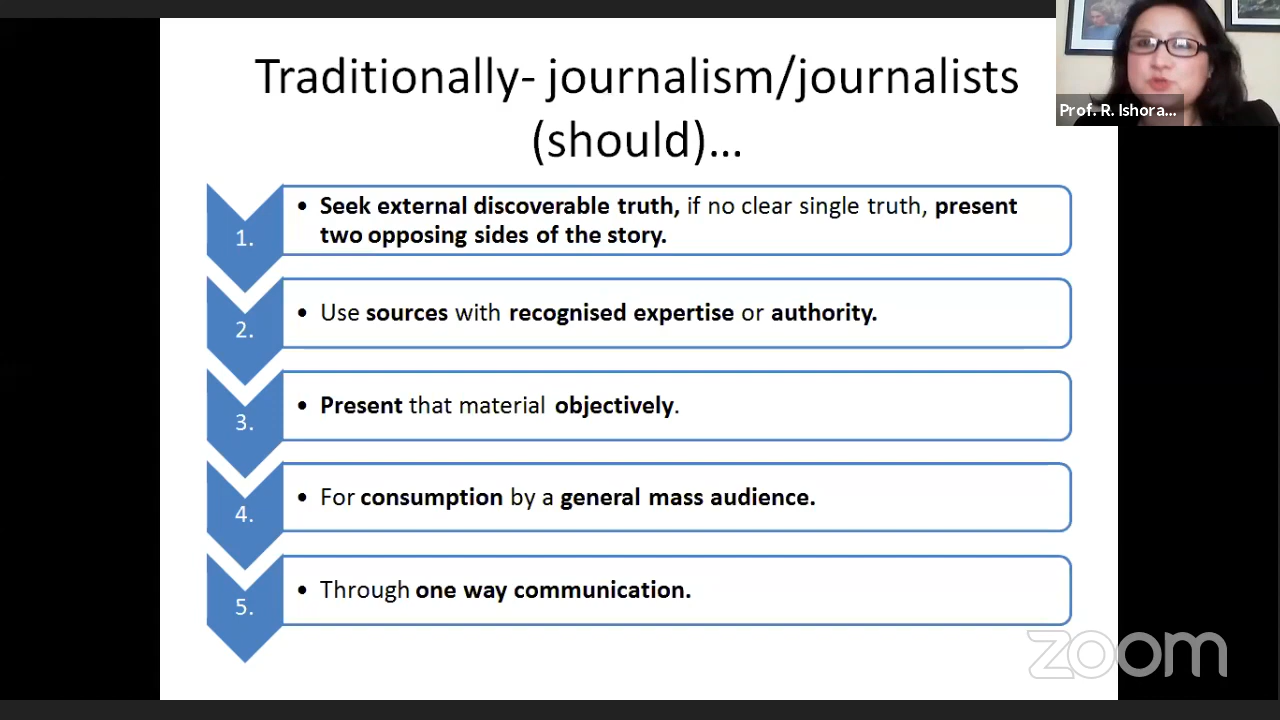 Traditionally- journalism/journalists
(should)...
Prof. R. Ishora...
1.
• Seek external discoverable truth, if no clear single truth, present
two opposing sides of the story.
2.
• Use sources with recognised expertise or authority.
3.
• Present that material objectively.
4.
• For consumption by a general mass audience.
5.
• Through one way communication.
zoom